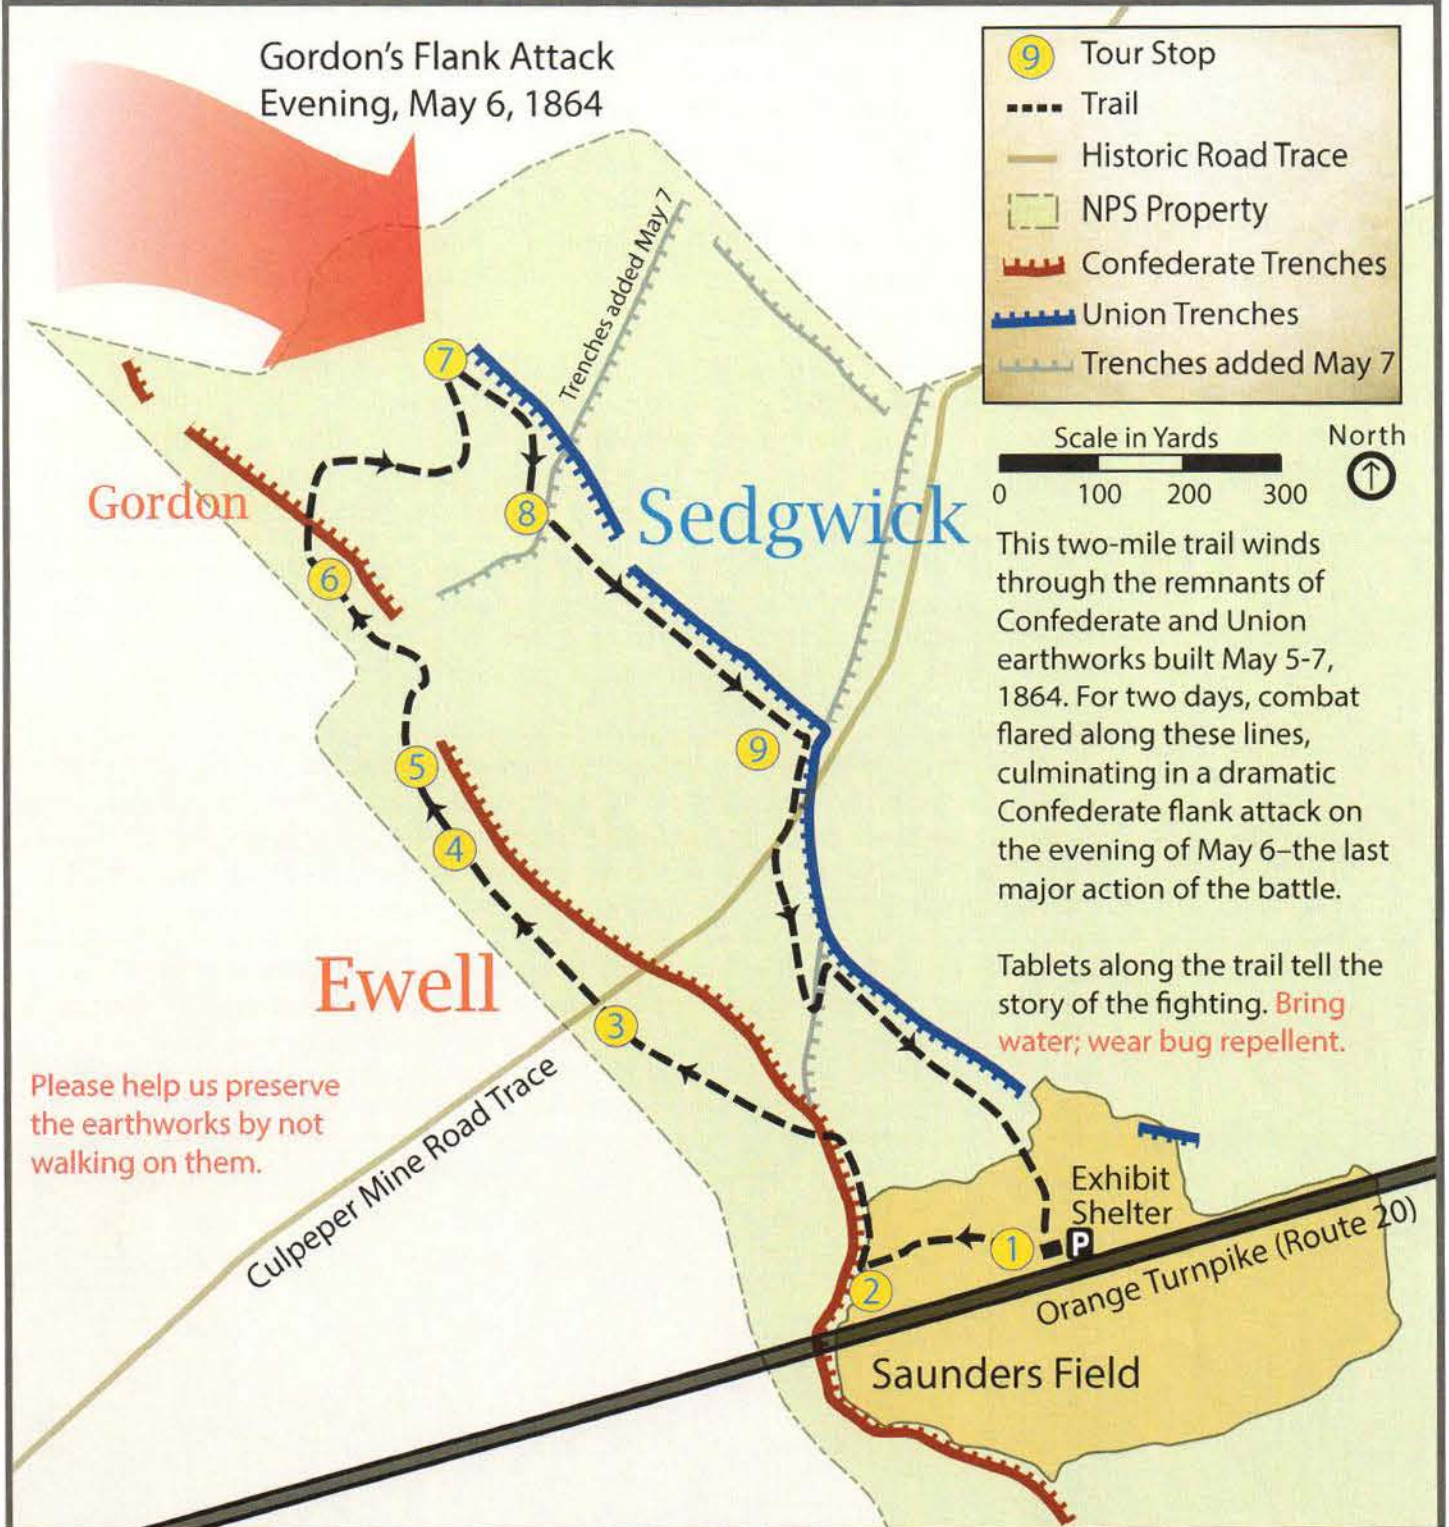 Gordon's Flank Attack
Evening, May 6, 1864
9 Tour Stop
Trail
Historic Road Trace
NPS Property
Confederate Trenches
Union Trenches
Trenches added May 7
Scale in Yards
0 100 200 300
North
This two-mile trail winds
through the remnants of
Confederate and Union
earthworks built May 5-7,
1864. For two days, combat
flared along these lines,
culminating in a dramatic
Confederate flank attack on
the evening of May 6–the last
major action of the battle.
Tablets along the trail tell the
story of the fighting. Bring
water; wear bug repellent.
Trenches added May 7
7
Gordon
Sedgwick
8
6
9
5
4
Ewell
3
Please help us preserve
the earthworks by not
walking on them.
Culpeper Mine Road Trace
Exhibit
Shelter
1
P
2
Orange Turnpike (Route 20)
Saunders Field